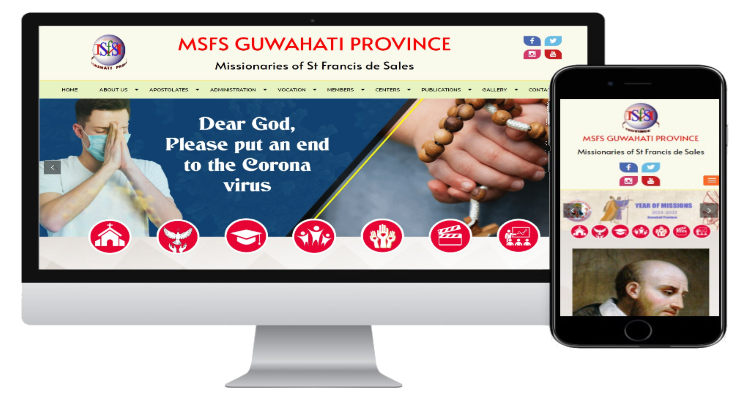 MSFS GUWAHATI PROVINCE
Missionaries of St Francis de Sales
HOME ABOUT US APOSTOLATES ADMINISTRATION VOCATION MEMBERS CENTERS PUBLICATIONS GALLERY CONTA
Dear God,
Please put an end
to the Corona
virus
MSFS GUWAHATI PROVINCE
Missionaries of St Francis de Sales
YEAR OF MISSIONS